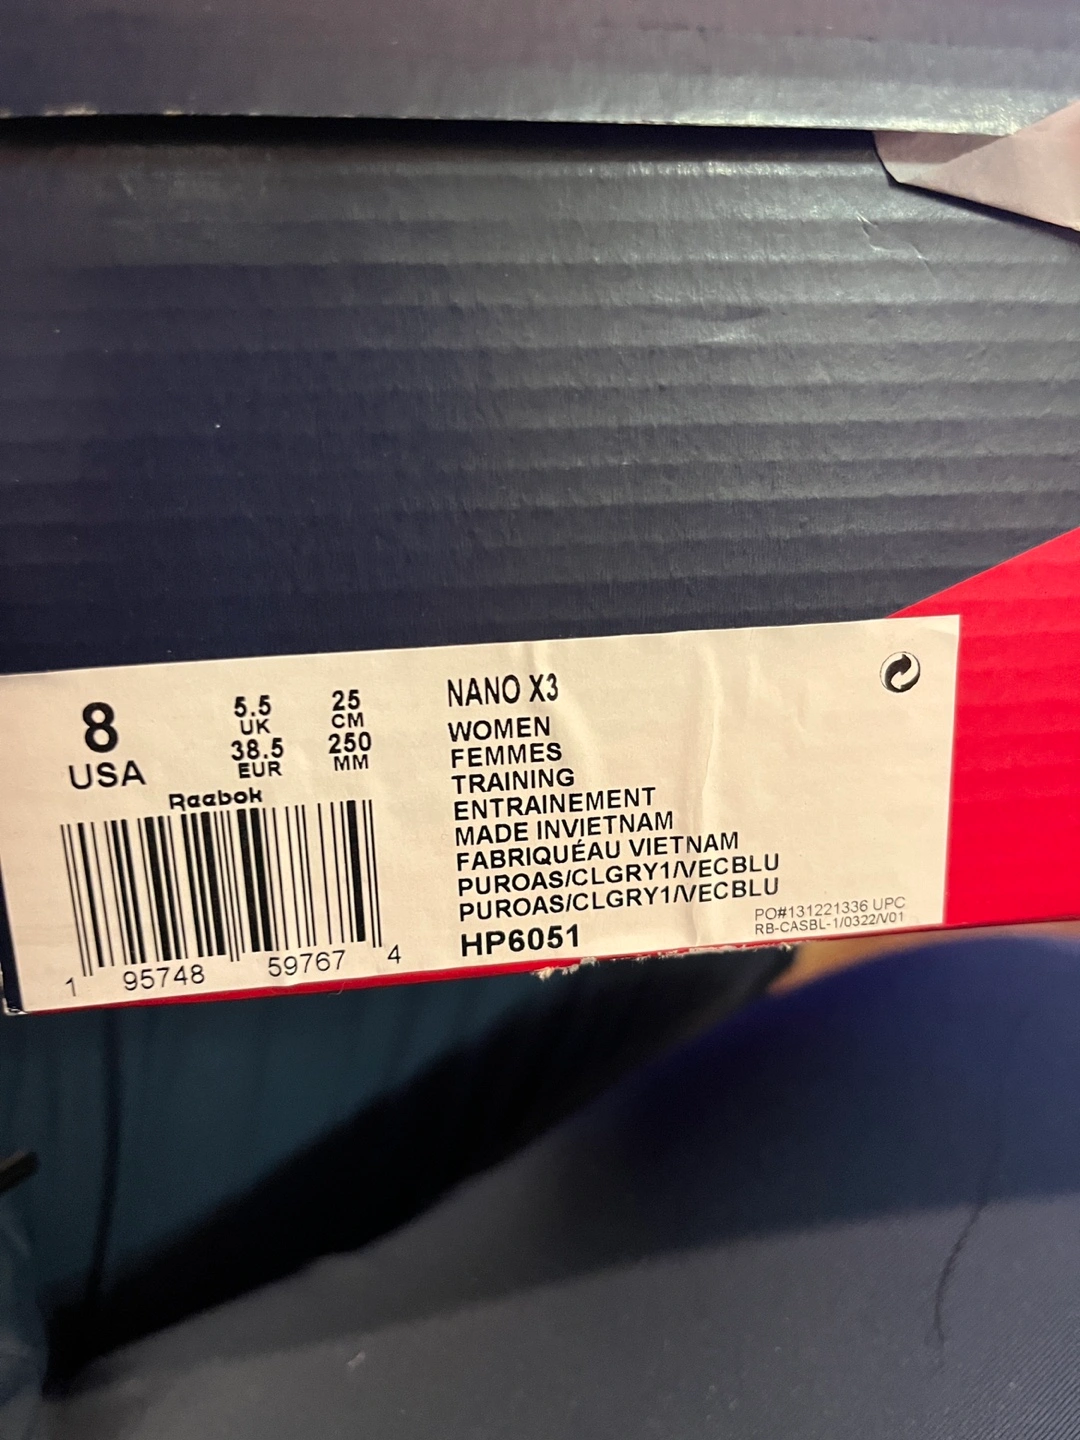 8
USA
5.5
UK
38.5
EUR
25
CM
250
MM
Reebok
1 95748 59767 4
NANO X3
WOMEN
FEMMES
TRAINING
ENTRAINEMENT
MADE INVIETNAM
FABRIQUÉAU VIETNAM
PUROAS/CLGRY1/VECBLU
PUROAS/CLGRY1/VECBLU
HP6051
PO#131221336 UPC
RB-CASBL-1/0322/V01